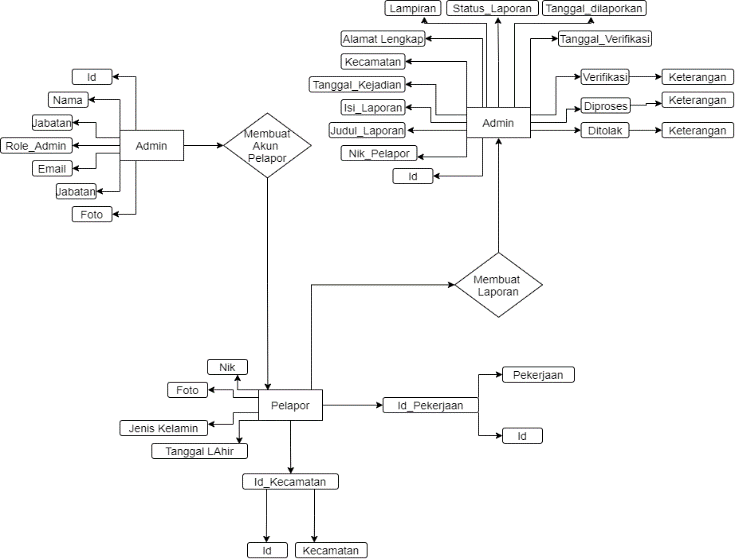 Lampiran
Status_Laporan
Tanggal_dilaporkan
Alamat Lengkap
Tanggal_Verifikasi
Kecamatan
Tanggal_Kejadian
Isi_Laporan
Judul_Laporan
Nik_Pelapor
Id
Admin
Verifikasi
Keterangan
Diproses
Keterangan
Ditolak
Keterangan
Id
Nama
Jabatan
Role_Admin
Email
Jabatan
Foto
Admin
Membuat
Akun
Pelapor
Membuat
Laporan
Nik
Foto
Jenis Kelamin
Tanggal LAhir
Pelapor
Id_Pekerjaan
Pekerjaan
Id
Id_Kecamatan
Id
Kecamatan